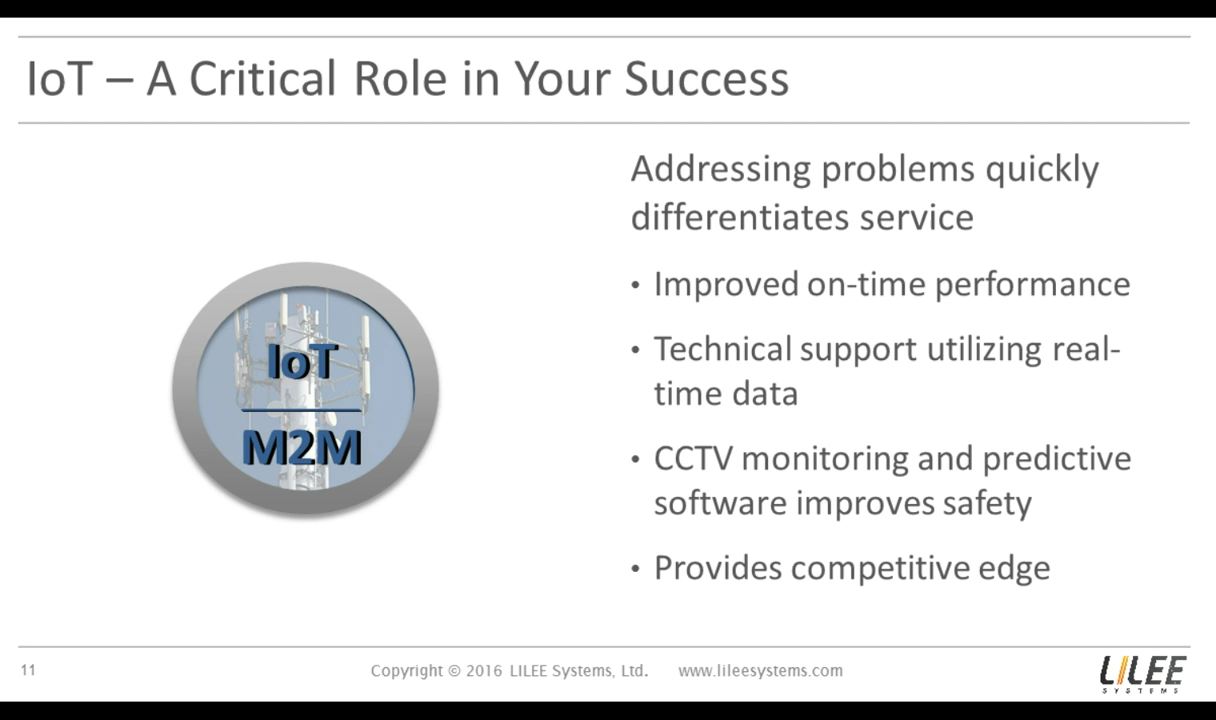 IoT – A Critical Role in Your Success
Addressing problems quickly
differentiates service
• Improved on-time performance
• Technical support utilizing real-
time data
• CCTV monitoring and predictive
software improves safety
• Provides competitive edge
IoT
M2M
11
Copyright © 2016 LILEE Systems, Ltd. www.lileesystems.com
LILEE
SYSTEMS